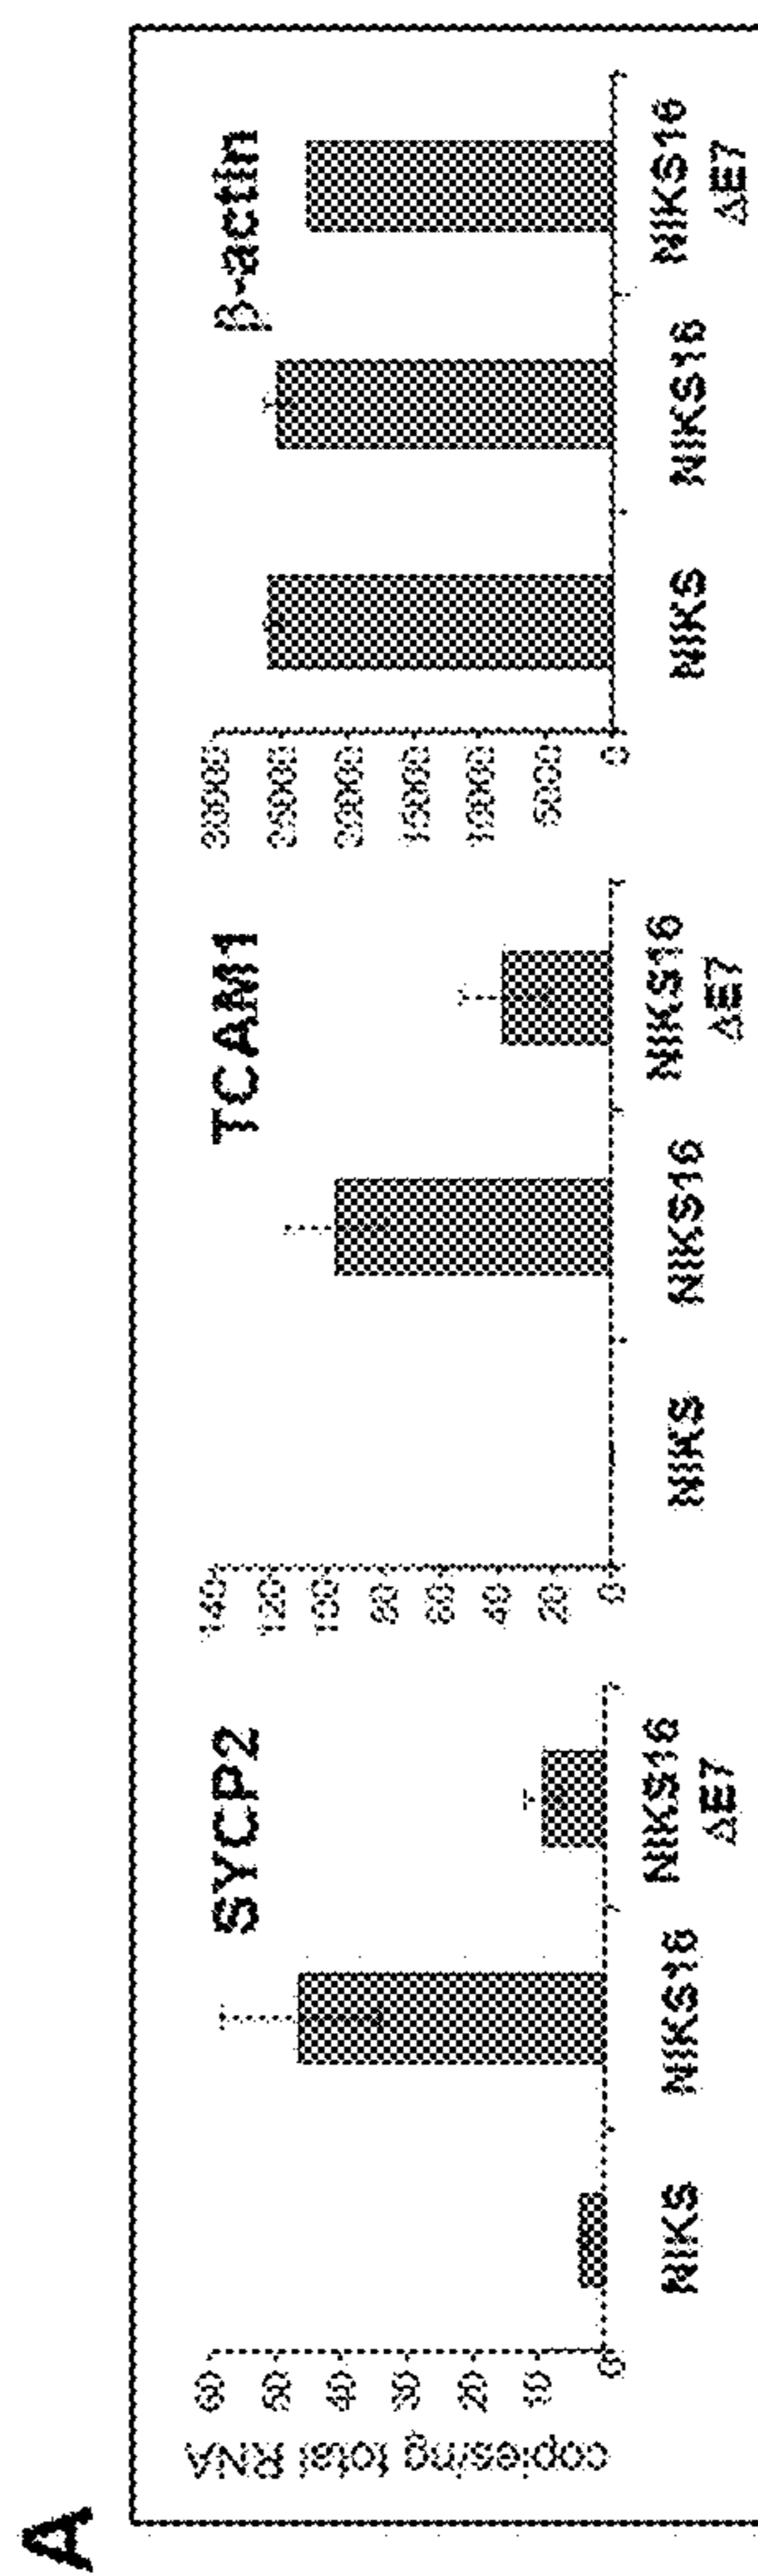 A
SYCP2
TCAM1
β-actin
copies/ng total RNA
60
50
40
30
20
10
0
NIKS
NIKS16
NIKS16
ΔE7
140
120
100
80
60
40
20
0
NIKS
NIKS16
NIKS16
ΔE7
30000
25000
20000
15000
10000
5000
0
NIKS
NIKS16
NIKS16
ΔE7